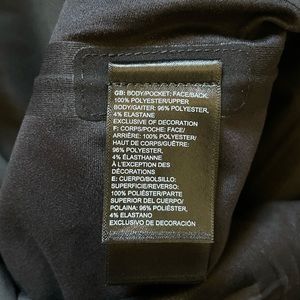 GB: BODY/POCKET: FACE/BACK:
100% POLYESTER/UPPER
BODY/GAITER: 96% POLYESTER,
4% ELASTANE
EXCLUSIVE OF DECORATION
F: CORPS/POCHE: FACE/
ARRIÈRE: 100% POLYESTER/
HAUT DE CORPS/GUÊTRE:
96% POLYESTER,
4% ÉLASTHANNE
À L'EXCEPTION DES
DÉCORATIONS
E: CUERPO/BOLSILLO:
SUPERFICIE/REVERSO:
100% POLIÉSTER/PARTE
SUPERIOR DEL CUERPO/
POLAINA: 96% POLIÉSTER,
4% ELASTANO
EXCLUSIVO DE DECORACIÓN